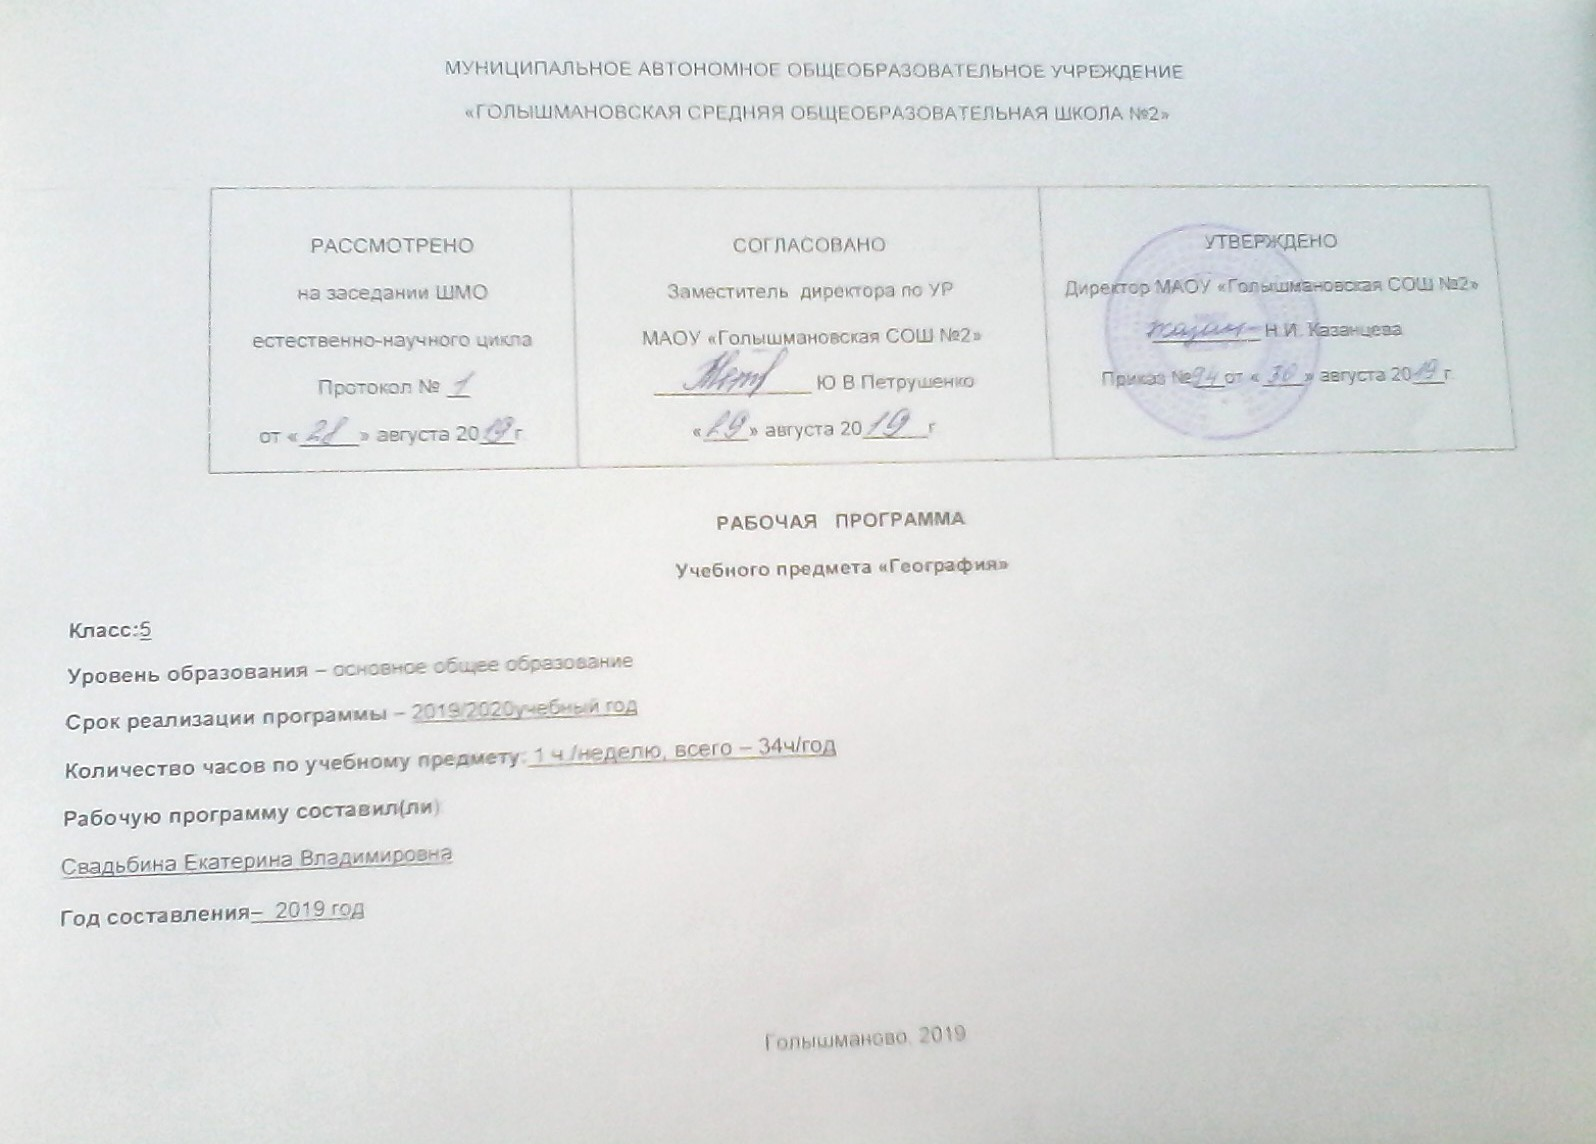 МУНИЦИПАЛЬНОЕ АВТОНОМНОЕ ОБЩЕОБРАЗОВАТЕЛЬНОЕ УЧРЕЖДЕНИЕ
«ГОЛЫШМАНОВСКАЯ СРЕДНЯЯ ОБЩЕОБРАЗОВАТЕЛЬНАЯ ШКОЛА №2»
РАССМОТРЕНО
на заседании ШМО
естественно-научного цикла
Протокол № 1
от «28» августа 2019 г
СОГЛАСОВАНО
Заместитель директора по УР
МАОУ «Голышмановская СОШ №2»
Ю В Петрушенко
«29» августа 2019 г
УТВЕРЖДЕНО
Директор МАОУ «Голышмановская СОШ №2»
Н.И. Казанцева
Приказ №94 от «30» августа 2019 г.
РАБОЧАЯ ПРОГРАММА
Учебного предмета «География»
Класс:5
Уровень образования – основное общее образование
Срок реализации программы – 2019/2020учебный год
Количество часов по учебному предмету: 1 ч /неделю, всего – 34ч/год
Рабочую программу составил(ли)
Свадьбина Екатерина Владимировна
Год составления– 2019 год
Голышманово, 2019